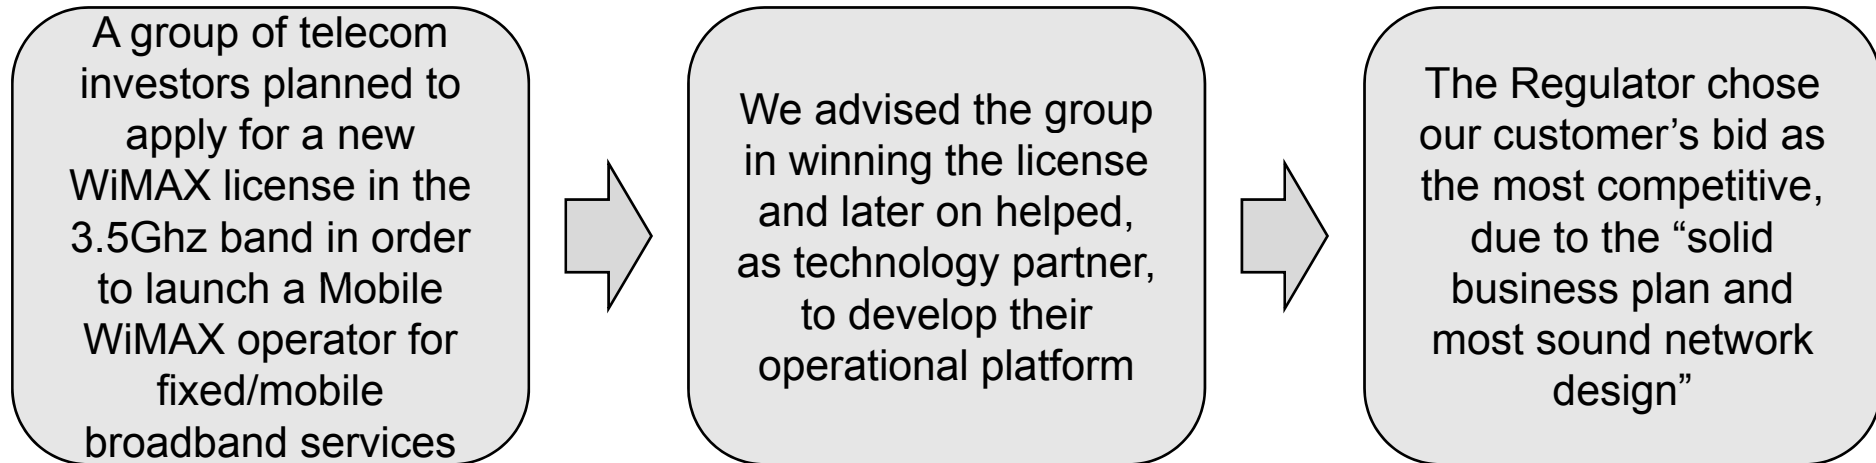 A group of telecom
investors planned to
apply for a new
WiMAX license in the
3.5Ghz band in order
to launch a Mobile
WiMAX operator for
fixed/mobile
broadband services
We advised the group
in winning the license
and later on helped,
as technology partner,
to develop their
operational platform
The Regulator chose
our customer’s bid as
the most competitive,
due to the “solid
business plan and
most sound network
design”